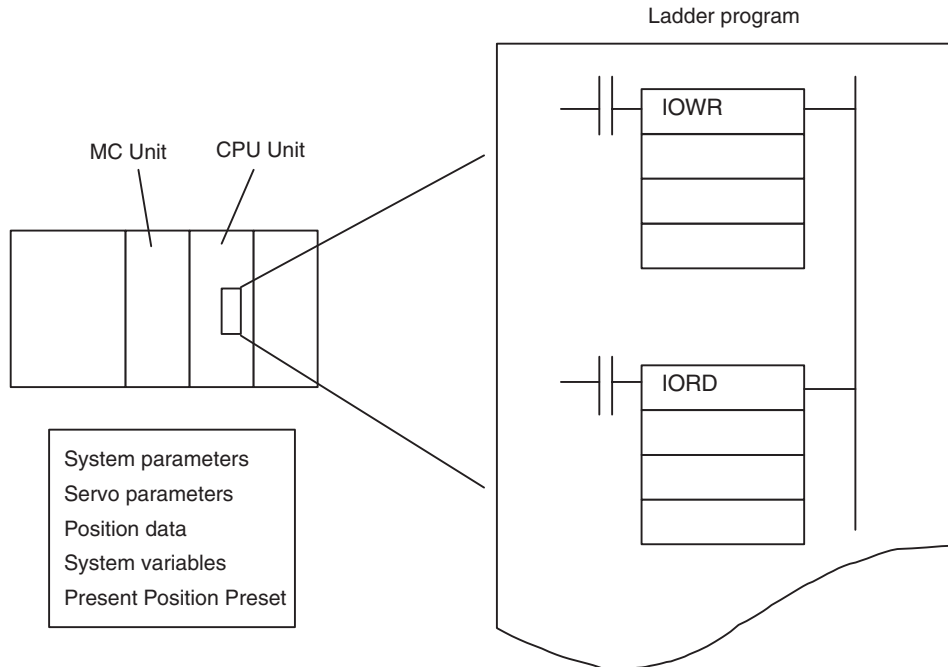 Ladder program
IOWR
MC Unit
CPU Unit
IORD
System parameters
Servo parameters
Position data
System variables
Present Position Preset